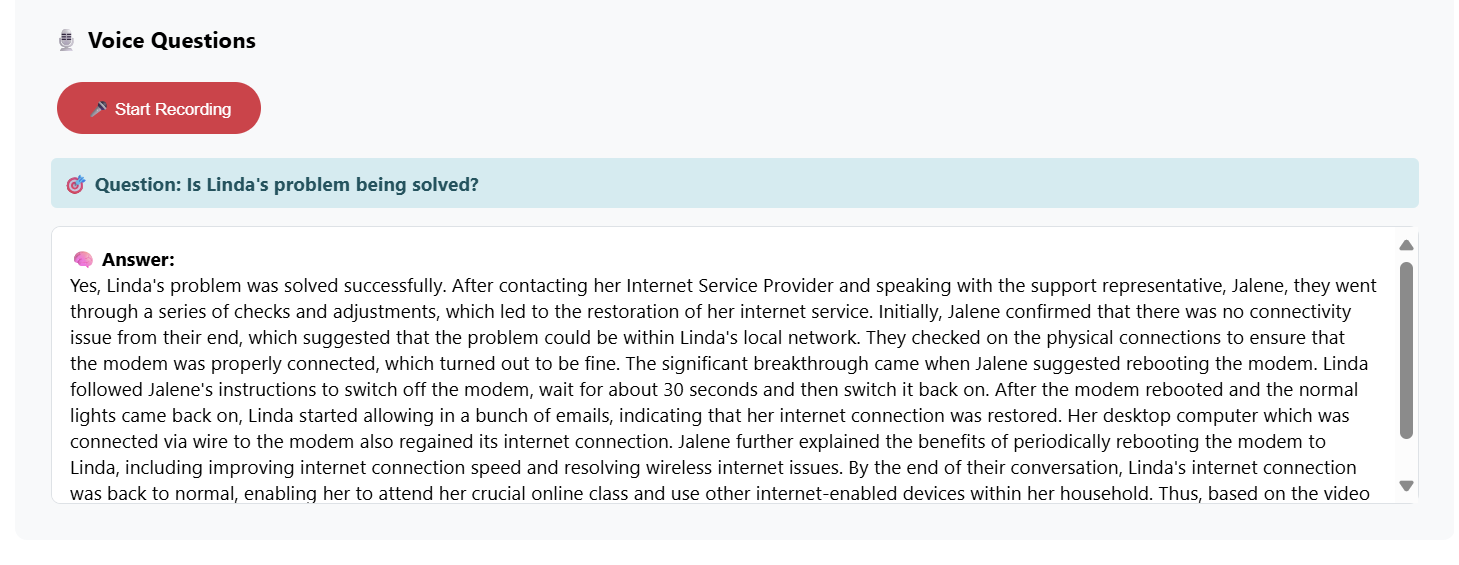 Voice Questions
Start Recording
Question: Is Linda's problem being solved?
Answer:
Yes, Linda's problem was solved successfully. After contacting her Internet Service Provider and speaking with the support representative, Jalene, they went
through a series of checks and adjustments, which led to the restoration of her internet service. Initially, Jalene confirmed that there was no connectivity
issue from their end, which suggested that the problem could be within Linda's local network. They checked on the physical connections to ensure that
the modem was properly connected, which turned out to be fine. The significant breakthrough came when Jalene suggested rebooting the modem. Linda
followed Jalene's instructions to switch off the modem, wait for about 30 seconds and then switch it back on. After the modem rebooted and the normal
lights came back on, Linda started allowing in a bunch of emails, indicating that her internet connection was restored. Her desktop computer which was
connected via wire to the modem also regained its internet connection. Jalene further explained the benefits of periodically rebooting the modem to
Linda, including improving internet connection speed and resolving wireless internet issues. By the end of their conversation, Linda's internet connection
was back to normal, enabling her to attend her crucial online class and use other internet-enabled devices within her household. Thus, based on the video